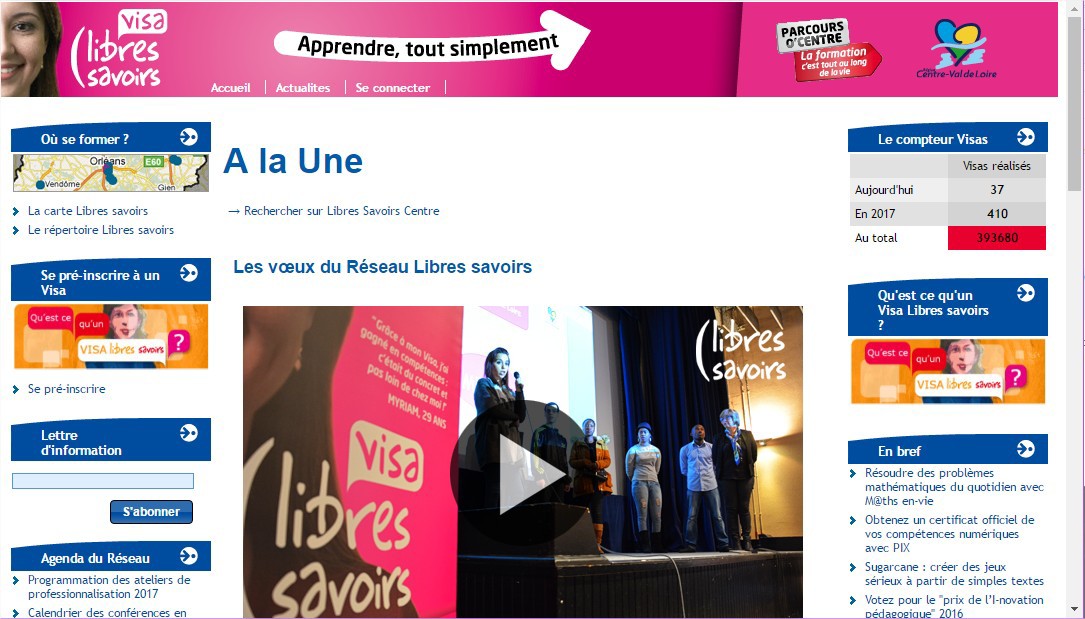 visa
libres
savoirs
Apprendre, tout simplement
PARCOURS
O'CENTRE
La formation
c'est tout au long
de la vie
Centre-Val de Loire
Accueil
Actualites
Se connecter
Où se former ?
Orléans
E60
Vendôme
Gien
La carte Libres savoirs
Le répertoire Libres savoirs
Se pré-inscrire à un
Visa
Qu'est ce
qu'un
VISA libres savoirs
?
Se pré-inscrire
Lettre
d'information
S'abonner
Agenda du Réseau
Programmation des ateliers de
professionnalisation 2017
Calendrier des conférences en
A la Une
→ Rechercher sur Libres Savoirs Centre
Les vœux du Réseau Libres savoirs
"Grâce à mon Visa, j'ai
gagné en compétences :
c'était du concret et
pas loin de chez moi !"
MYRIAM, 29 ANS
visa
libres
savoirs
libres
savoirs
Le compteur Visas
Visas réalisés
Aujourd'hui 37
En 2017 410
Au total 393680
Qu'est ce qu'un
Visa Libres savoirs
?
Qu'est ce
qu'un
VISA libres savoirs
?
En bref
Résoudre des problèmes
mathématiques du quotidien avec
M@ths en-vie
Obtenez un certificat officiel de
vos compétences numériques
avec PIX
Sugarcane : créer des jeux
sérieux à partir de simples textes
Votez pour le "prix de l'I-novation
pédagogique" 2016